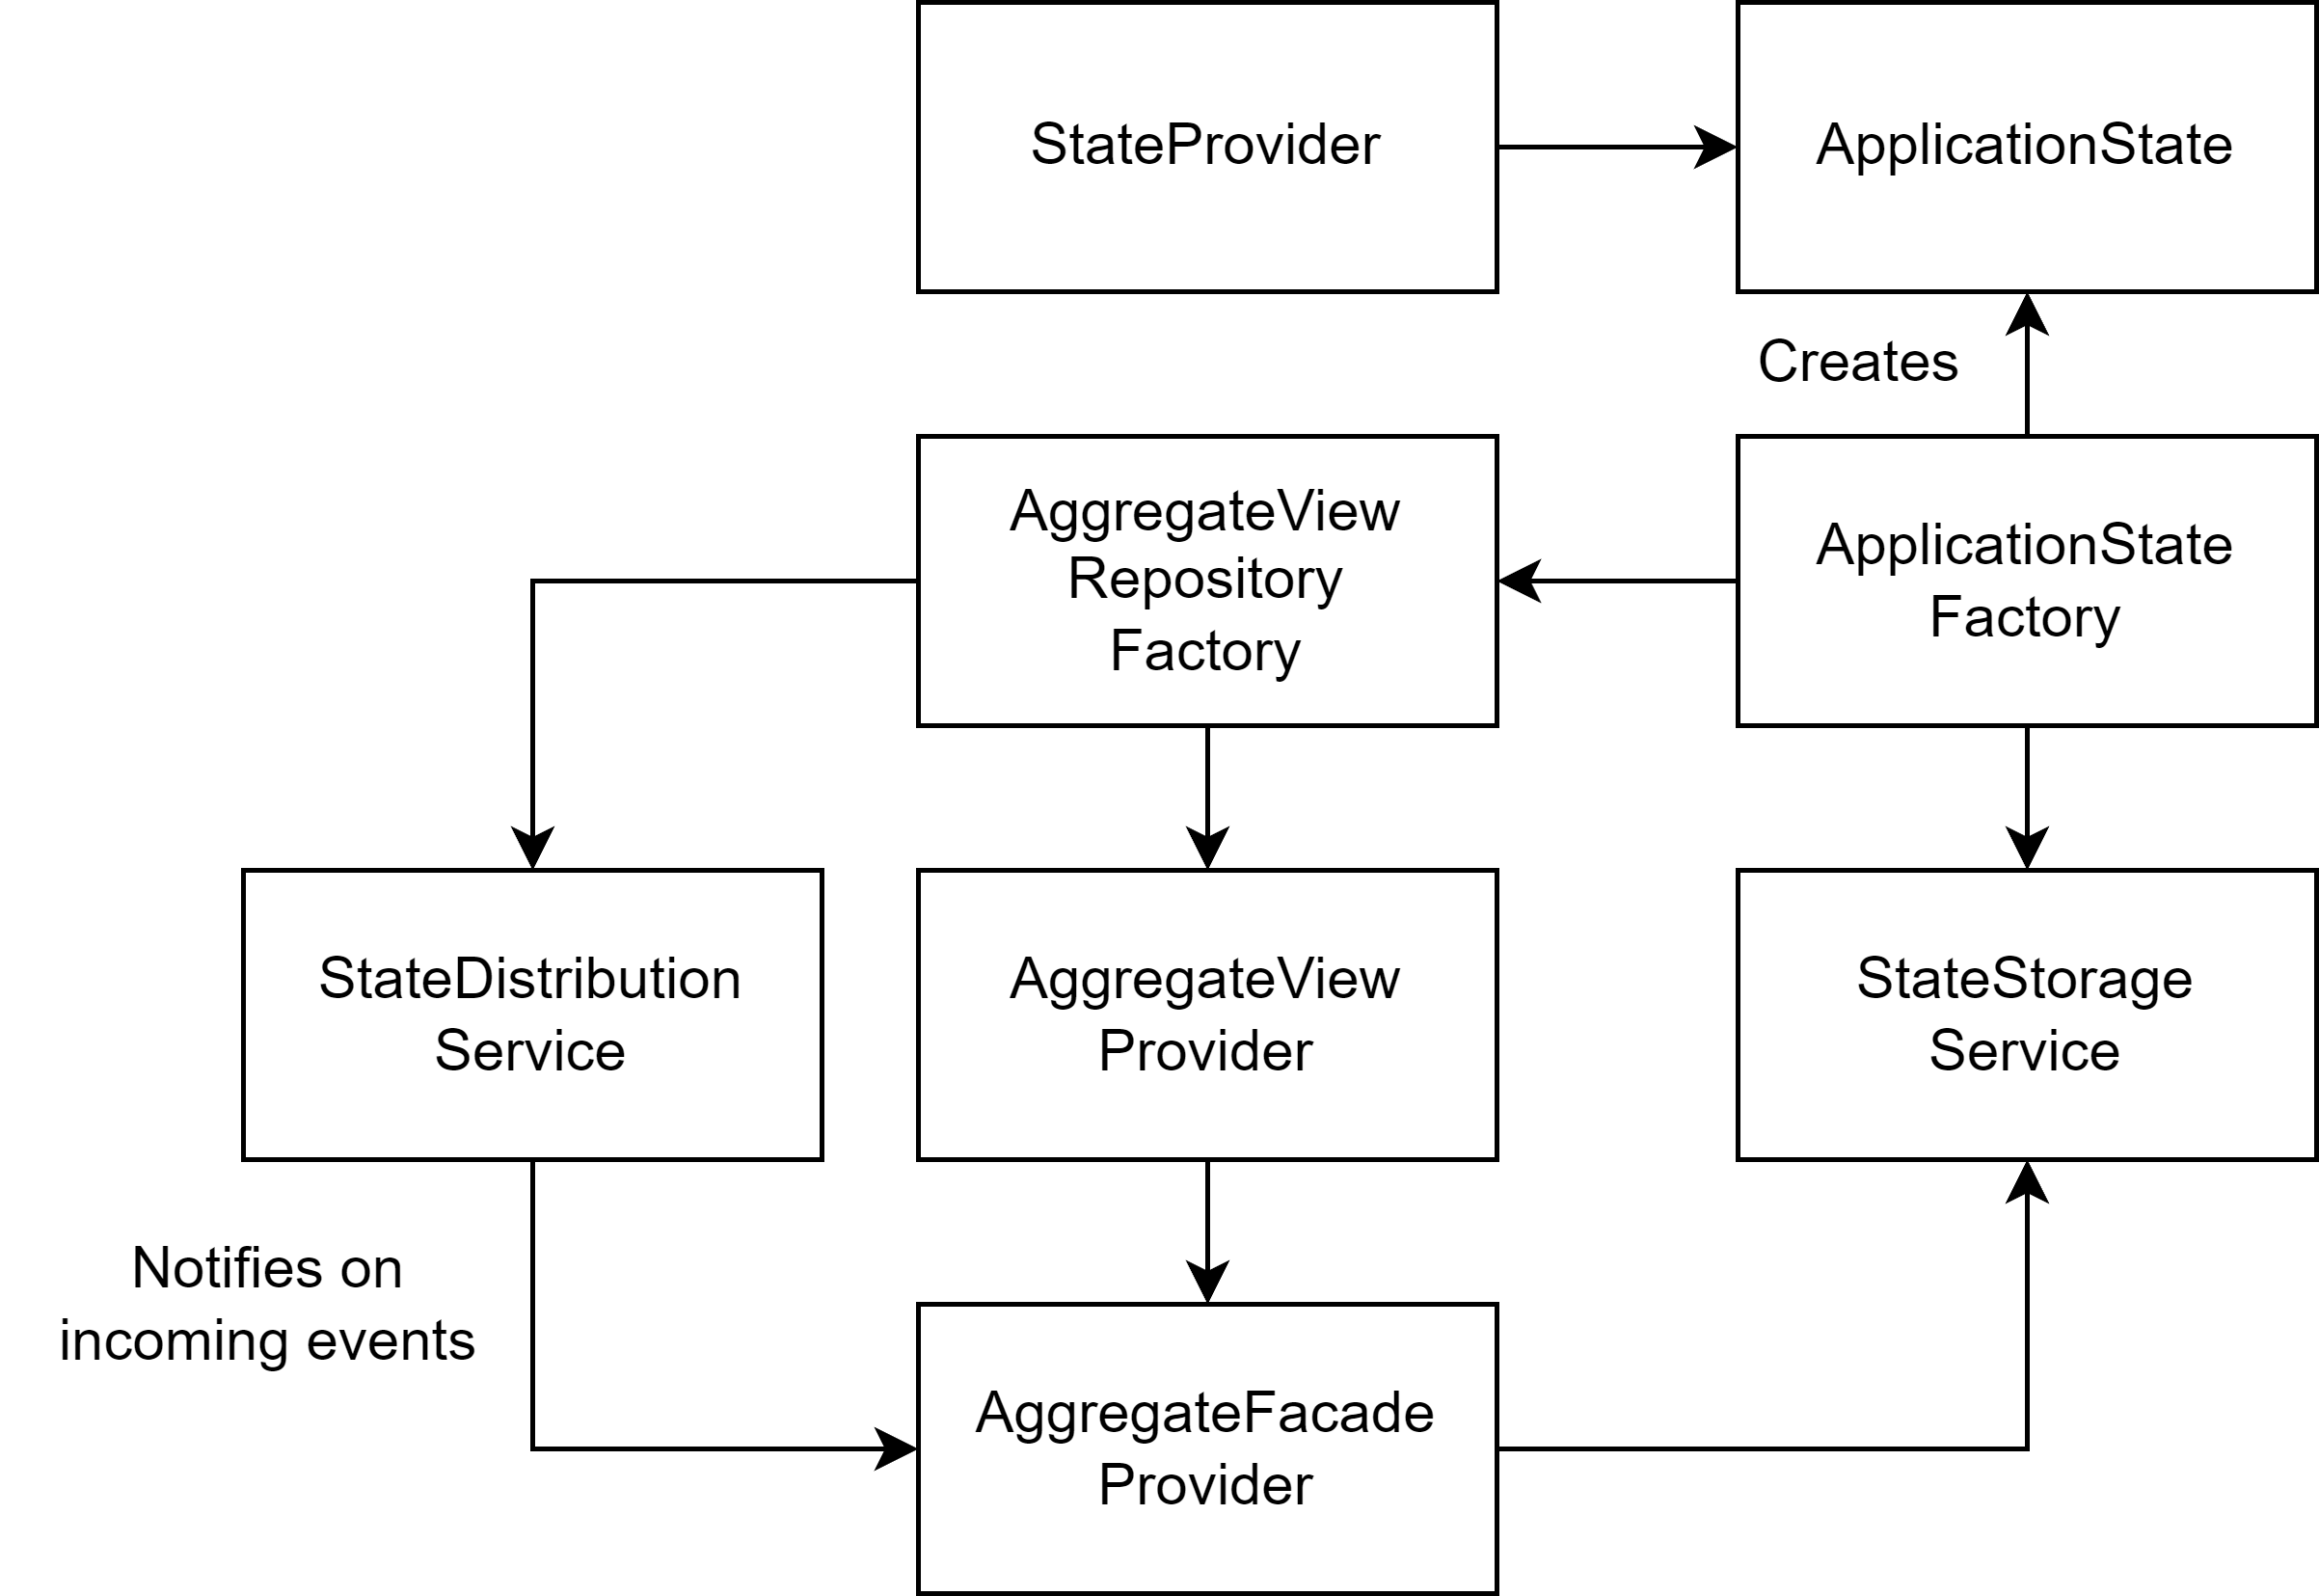 StateProvider
ApplicationState
Creates
AggregateView
Repository
Factory
ApplicationState
Factory
StateDistribution
Service
AggregateView
Provider
StateStorage
Service
Notifies on
incoming events
AggregateFacade
Provider